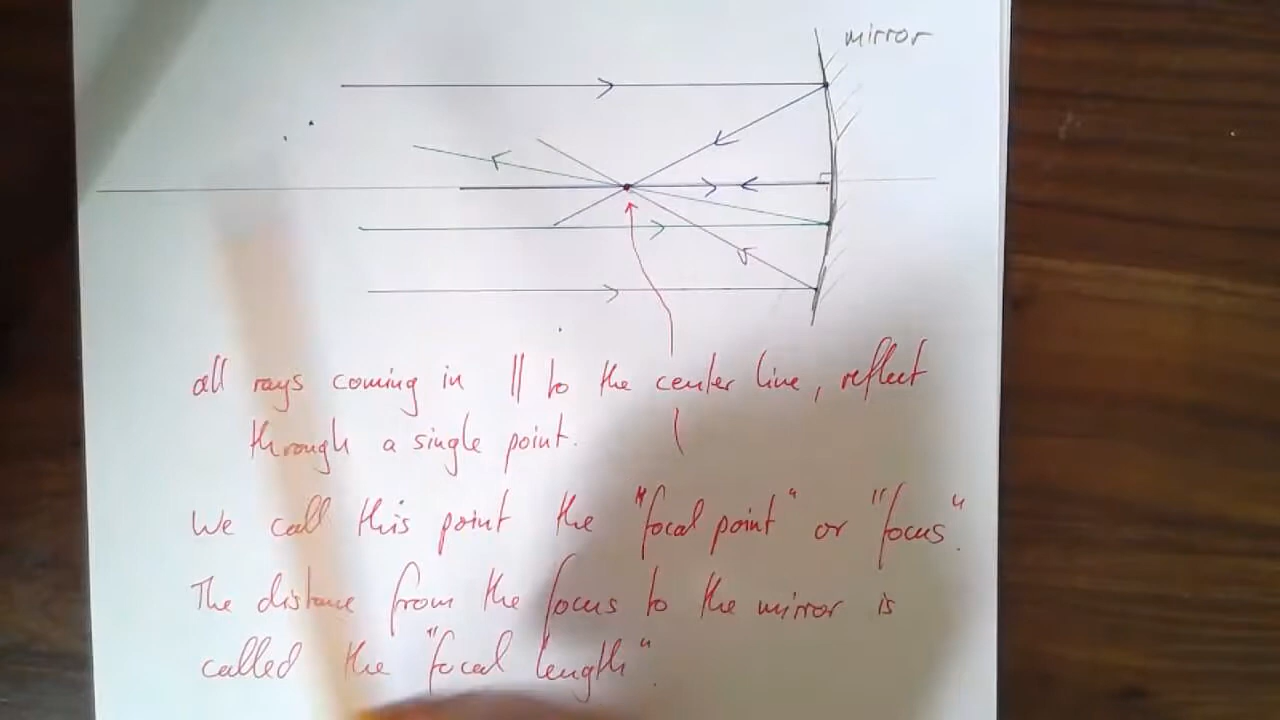 mirror
all rays coming in || to the center line, reflect
through a single point.
We call this point the "focal point" or "focus".
The distance from the focus to the mirror is
called the "focal length".